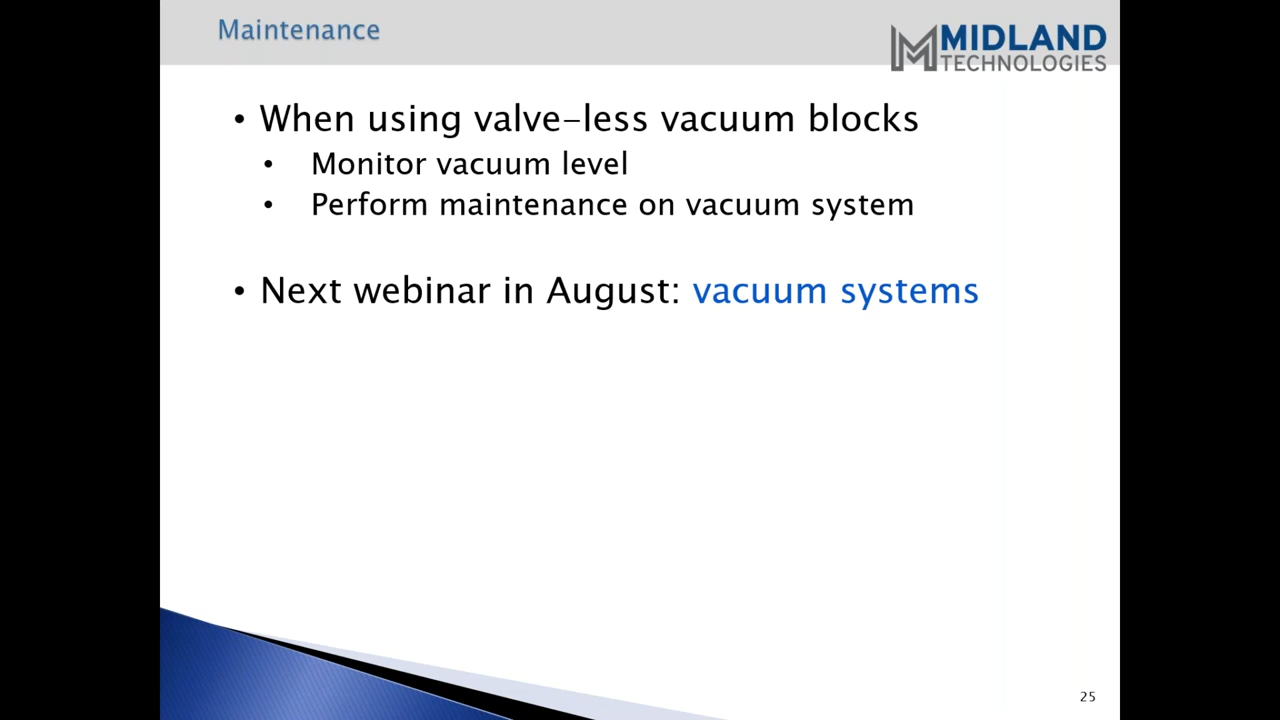 Maintenance
MIDLAND
TECHNOLOGIES
• When using valve-less vacuum blocks
• Monitor vacuum level
• Perform maintenance on vacuum system
• Next webinar in August: vacuum systems
25